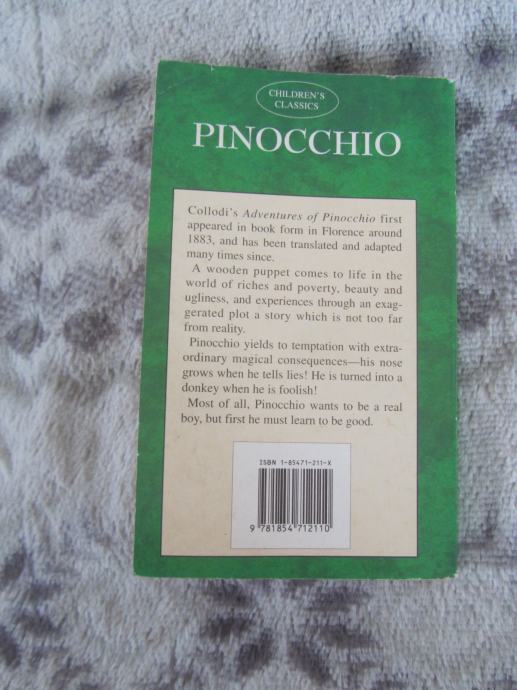 CHILDREN'S
CLASSICS
PINOCCHIO
Collodi's Adventures of Pinocchio first
appeared in book form in Florence around
1883, and has been translated and adapted
many times since.
A wooden puppet comes to life in the
world of riches and poverty, beauty and
ugliness, and experiences through an exag-
gerated plot a story which is not too far
from reality.
Pinocchio yields to temptation with extra-
ordinary magical consequences—his nose
grows when he tells lies! He is turned into a
donkey when he is foolish!
Most of all, Pinocchio wants to be a real
boy, but first he must learn to be good.
ISBN 1-85471-211-X
9 781854 712110